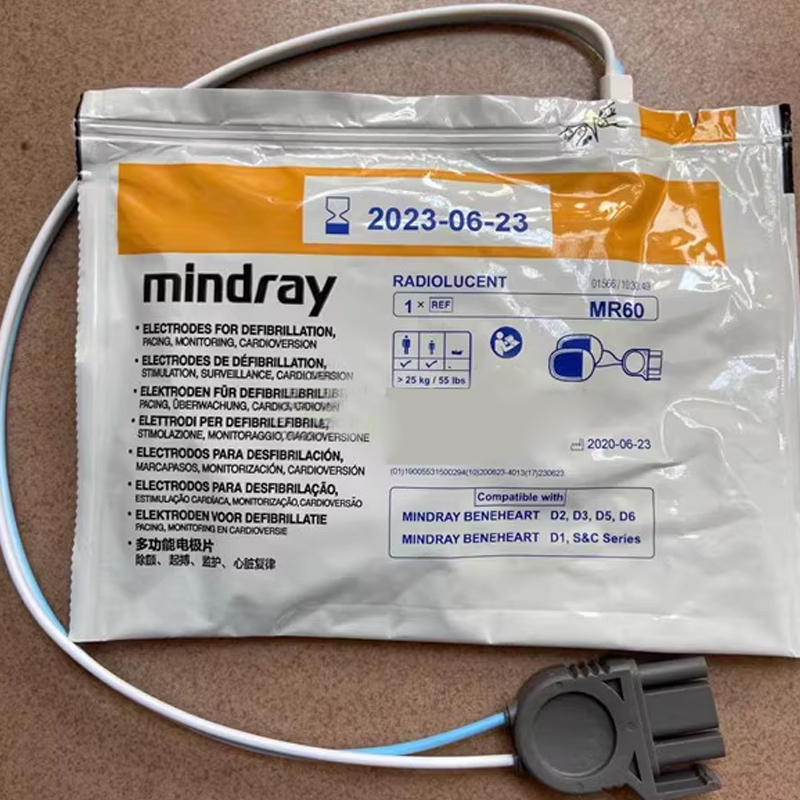 2023-06-23
mindray
RADIOLUCENT
01566 / 1030:49
1 × REF MR60
• ELECTRODES FOR DEFIBRILLATION,
PACING, MONITORING, CARDIOVERSION
• ELECTRODES DE DÉFIBRILLATION,
STIMULATION, SURVEILLANCE, CARDIOVERSION
• ELEKTRODEN FÜR
PACING, ÜBERWACHUNG,
ELETTRODI PER
STIMOLAZIONE, MONITORAGGIO, CARDIOVERSIONE
• ELECTRODOS PARA DESFIBRILACIÓN,
MARCAPASOS, MONITORIZACIÓN, CARDIOVERSIÓN
• ELECTRODOS PARA DESFIBRILAÇÃO,
ESTIMULAÇÃO CARDÍACA, MONITORIZAÇÃO, CARDIOVERSÃO
• ELEKTRODEN VOOR DEFIBRILLATIE
PACING, MONITORING EN CARDIOVERSIE
• 多功能电极片
除颤、起搏、监护、心脏复律
> 25 kg / 55 lbs
2020-06-23
(01)19005531500294(10)200623-4013(17)230623
Compatible with
MINDRAY BENEHEART D2, D3, D5, D6
MINDRAY BENEHEART D1, S&C Series